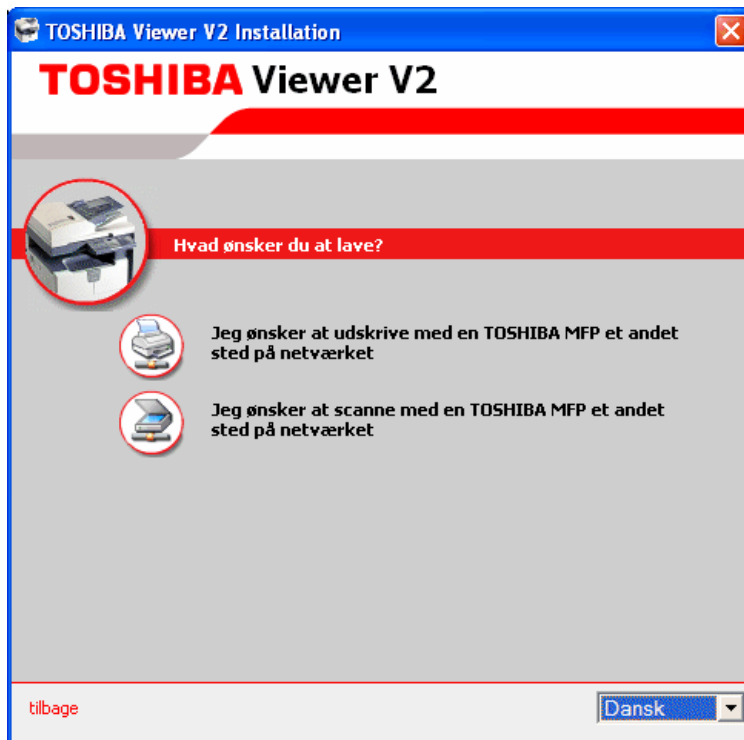 TOSHIBA Viewer V2 Installation
TOSHIBA Viewer V2
Hvad ønsker du at lave?
Jeg ønsker at udskrive med en TOSHIBA MFP et andet
sted på netværket
Jeg ønsker at scanne med en TOSHIBA MFP et andet
sted på netværket
tilbage
Dansk